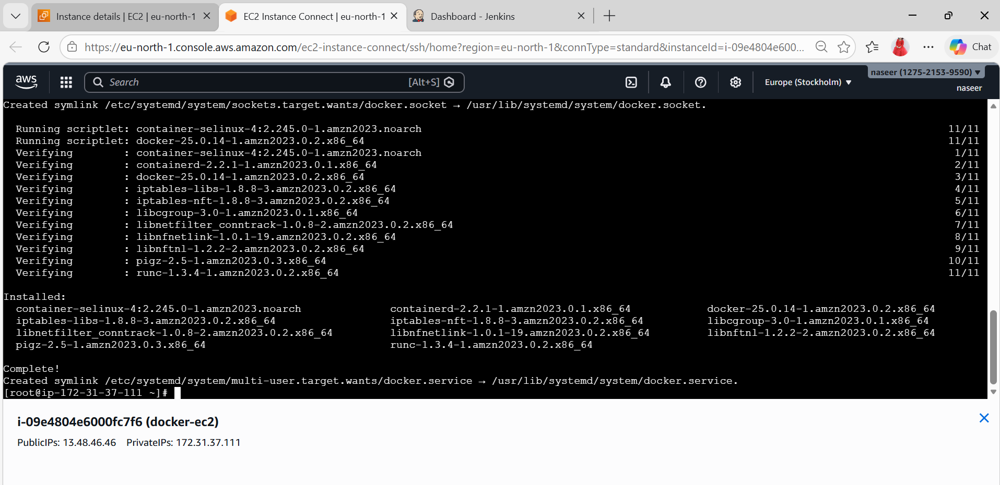 Instance details | EC2 | eu-north-1
EC2 Instance Connect | eu-north-1
Dashboard - Jenkins
https://eu-north-1.console.aws.amazon.com/ec2-instance-connect/ssh/home?region=eu-north-1&connType=standard&instanceId=i-09e4804e600...
Chat
aws
Search
[Alt+S]
Europe (Stockholm)
naseer (1275-2153-9590)
naseer
Created symlink /etc/systemd/system/sockets.target.wants/docker.socket → /usr/lib/systemd/system/docker.socket.
Running scriptlet: container-selinux-4:2.245.0-1.amzn2023.noarch 11/11
Running scriptlet: docker-25.0.14-1.amzn2023.0.2.x86_64 11/11
Verifying : container-selinux-4:2.245.0-1.amzn2023.noarch 1/11
Verifying : containerd-2.2.1-1.amzn2023.0.1.x86_64 2/11
Verifying : docker-25.0.14-1.amzn2023.0.2.x86_64 3/11
Verifying : iptables-libs-1.8.8-3.amzn2023.0.2.x86_64 4/11
Verifying : iptables-nft-1.8.8-3.amzn2023.0.2.x86_64 5/11
Verifying : libcgroup-3.0-1.amzn2023.0.1.x86_64 6/11
Verifying : libnetfilter_conntrack-1.0.8-2.amzn2023.0.2.x86_64 7/11
Verifying : libnfnetlink-1.0.1-19.amzn2023.0.2.x86_64 8/11
Verifying : libnftnl-1.2.2-2.amzn2023.0.2.x86_64 9/11
Verifying : pigz-2.5-1.amzn2023.0.3.x86_64 10/11
Verifying : runc-1.3.4-1.amzn2023.0.2.x86_64 11/11
Installed:
container-selinux-4:2.245.0-1.amzn2023.noarch containerd-2.2.1-1.amzn2023.0.1.x86_64 docker-25.0.14-1.amzn2023.0.2.x86_64
iptables-libs-1.8.8-3.amzn2023.0.2.x86_64 iptables-nft-1.8.8-3.amzn2023.0.2.x86_64 libcgroup-3.0-1.amzn2023.0.1.x86_64
libnetfilter_conntrack-1.0.8-2.amzn2023.0.2.x86_64 libnfnetlink-1.0.1-19.amzn2023.0.2.x86_64 libnftnl-1.2.2-2.amzn2023.0.2.x86_64
pigz-2.5-1.amzn2023.0.3.x86_64 runc-1.3.4-1.amzn2023.0.2.x86_64
Complete!
Created symlink /etc/systemd/system/multi-user.target.wants/docker.service → /usr/lib/systemd/system/docker.service.
[root@ip-172-31-37-111 ~]#
i-09e4804e6000fc7f6 (docker-ec2)
PublicIPs: 13.48.46.46 PrivateIPs: 172.31.37.111